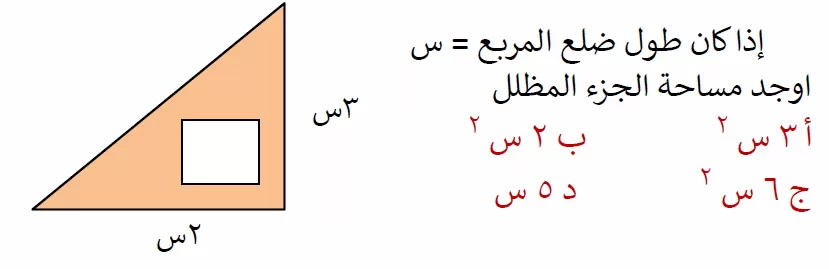 إذا كان طول ضلع المربع = س
اوجد مساحة الجزء المظلل
أ ٣ س ٢ ب ٢ س ٢
ج ٦ س ٢ د ٥ س
٣س
٢س